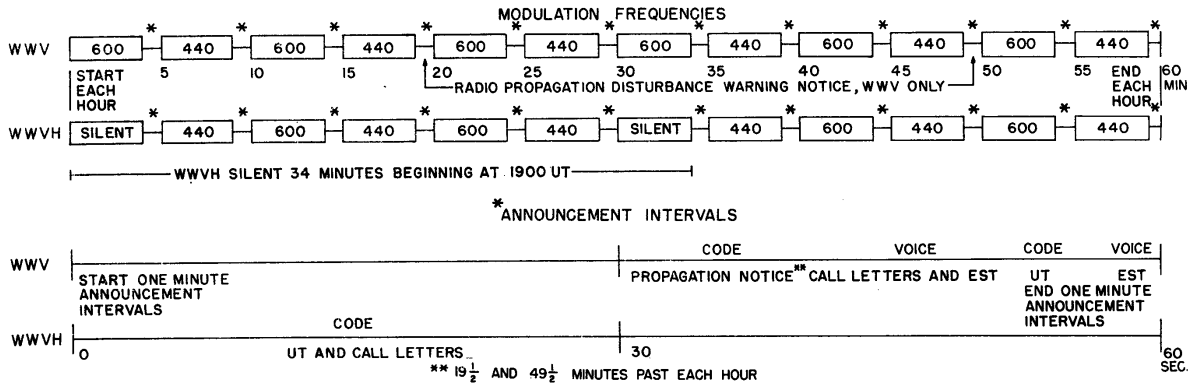 MODULATION FREQUENCIES
* * * * * * * * * * * *
WWV 600 440 600 440 600 440 600 440 600 440 600 440
START EACH HOUR 5 10 15 20 25 30 35 40 45 50 55 END EACH HOUR 60 MIN
RADIO PROPAGATION DISTURBANCE WARNING NOTICE, WWV ONLY
* * * * * * * * * * * *
WWVH SILENT 440 600 440 600 440 SILENT 440 600 440 600 440
WWVH SILENT 34 MINUTES BEGINNING AT 1900 UT
*ANNOUNCEMENT INTERVALS
CODE VOICE CODE VOICE
WWV
START ONE MINUTE ANNOUNCEMENT INTERVALS
PROPAGATION NOTICE** CALL LETTERS AND EST UT EST
END ONE MINUTE ANNOUNCEMENT INTERVALS
CODE
WWVH
0 UT AND CALL LETTERS 30 60 SEC.
** 19½ AND 49½ MINUTES PAST EACH HOUR